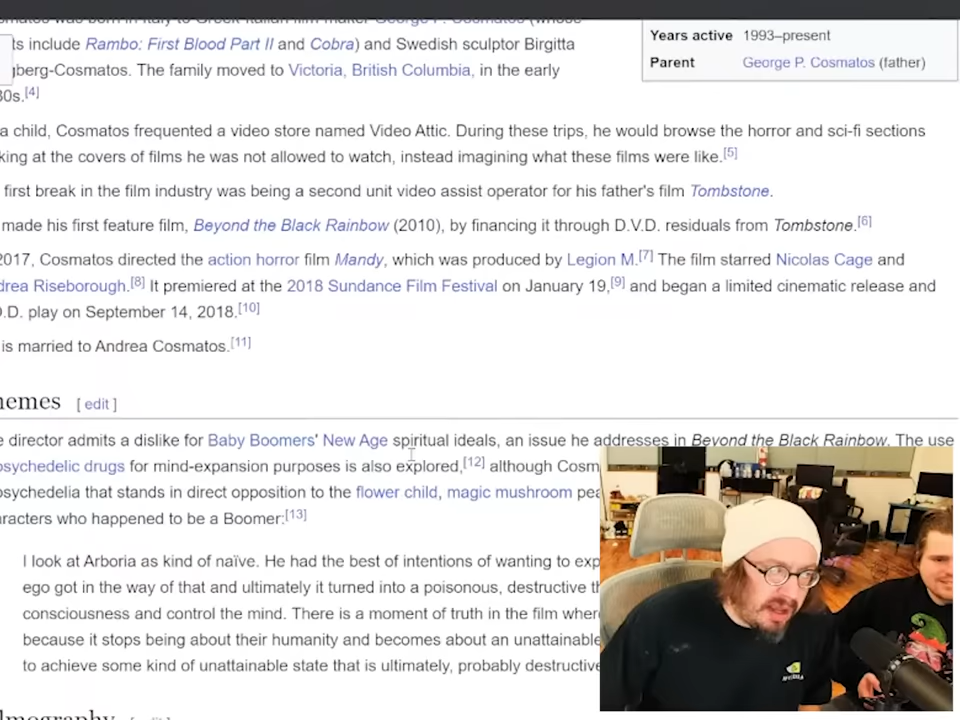 George P. Cosmatos (whose
ts include Rambo: First Blood Part II and Cobra) and Swedish sculptor Birgitta
gberg-Cosmatos. The family moved to Victoria, British Columbia, in the early
80s.[4]
Years active 1993–present
Parent George P. Cosmatos (father)
a child, Cosmatos frequented a video store named Video Attic. During these trips, he would browse the horror and sci-fi sections
king at the covers of films he was not allowed to watch, instead imagining what these films were like.[5]
first break in the film industry was being a second unit video assist operator for his father's film Tombstone.
made his first feature film, Beyond the Black Rainbow (2010), by financing it through D.V.D. residuals from Tombstone.[6]
2017, Cosmatos directed the action horror film Mandy, which was produced by Legion M.[7] The film starred Nicolas Cage and
drea Riseborough.[8] It premiered at the 2018 Sundance Film Festival on January 19,[9] and began a limited cinematic release and
.D. play on September 14, 2018.[10]
is married to Andrea Cosmatos.[11]
hemes [ edit ]
e director admits a dislike for Baby Boomers' New Age spiritual ideals, an issue he addresses in Beyond the Black Rainbow. The use
psychedelic drugs for mind-expansion purposes is also explored,[12] although Cosm
psychedelia that stands in direct opposition to the flower child, magic mushroom pea
aracters who happened to be a Boomer:[13]
I look at Arboria as kind of naïve. He had the best of intentions of wanting to exp
ego got in the way of that and ultimately it turned into a poisonous, destructive th
consciousness and control the mind. There is a moment of truth in the film wher
because it stops being about their humanity and becomes about an unattainable
to achieve some kind of unattainable state that is ultimately, probably destructive